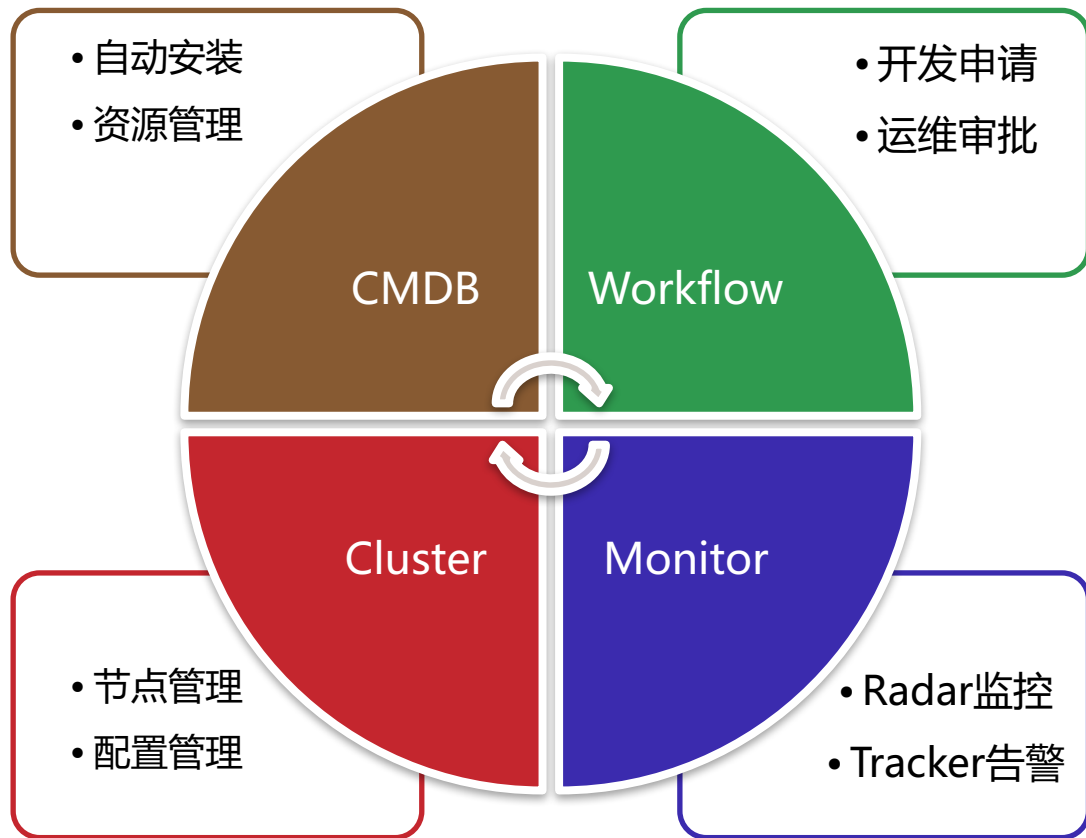 • 自动安装
• 资源管理
• 开发申请
• 运维审批
CMDB
Workflow
Cluster
Monitor
• 节点管理
• 配置管理
• Radar监控
• Tracker告警